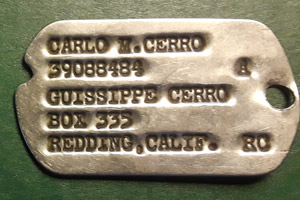 CARLO M.CERRO
39088484 A
GUISSIPPE CERRO
BOX 335
REDDING,CALIF. RC